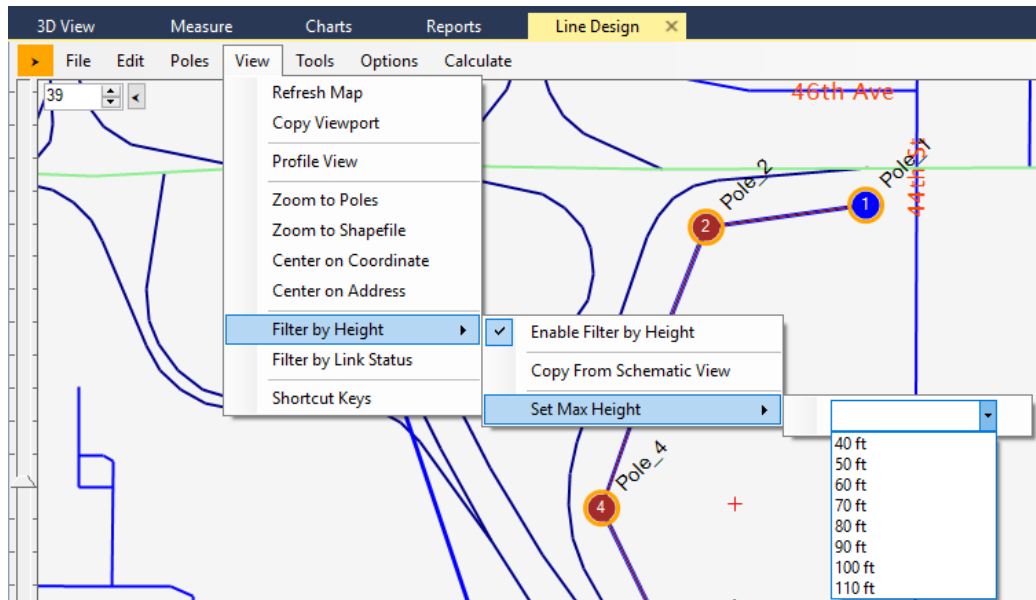 3D View Measure Charts Reports Line Design ×
File Edit Poles View Tools Options Calculate
39
Refresh Map
Copy Viewport
Profile View
Zoom to Poles
Zoom to Shapefile
Center on Coordinate
Center on Address
Filter by Height
Filter by Link Status
Shortcut Keys
Enable Filter by Height
Copy From Schematic View
Set Max Height
40 ft
50 ft
60 ft
70 ft
80 ft
90 ft
100 ft
110 ft
46th Ave
44th St
Pole_1
1
Pole_2
2
Pole_4
4